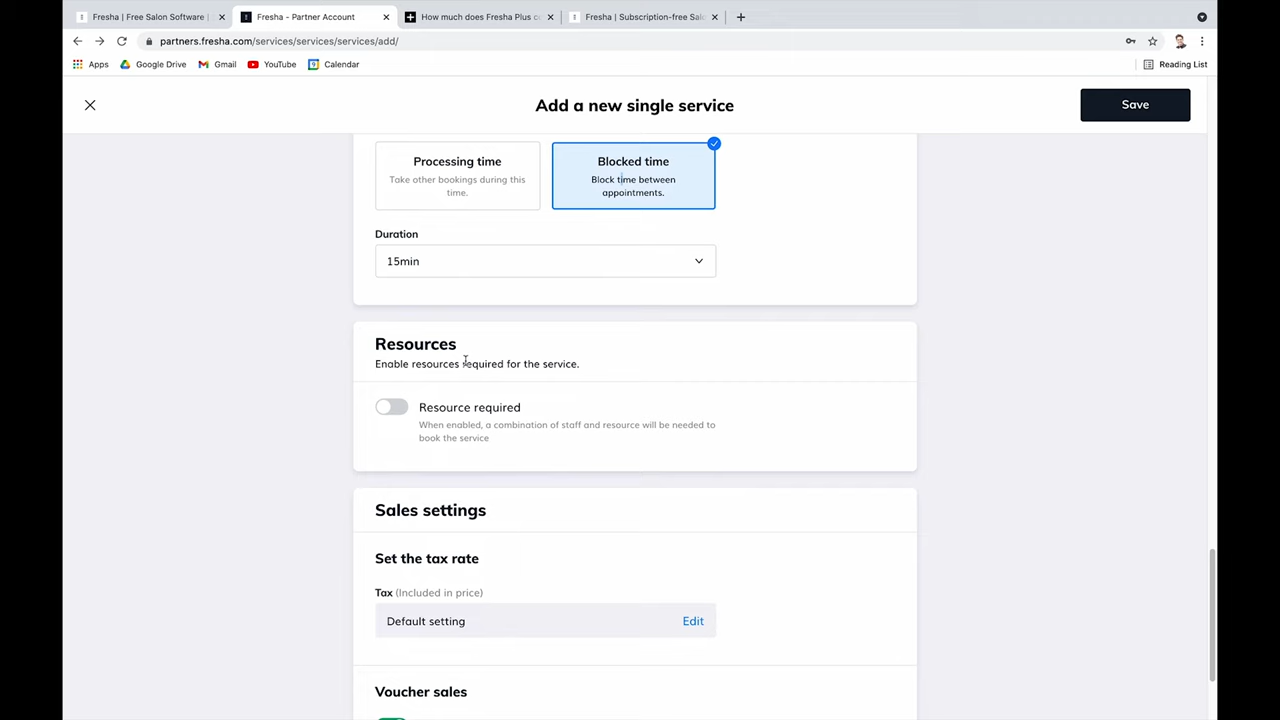 Fresha | Free Salon Software |
Fresha - Partner Account
How much does Fresha Plus c
Fresha | Subscription-free Sal
partners.fresha.com/services/services/services/add/
Apps
Google Drive
Gmail
YouTube
Calendar
Reading List
Add a new single service
Save
Processing time
Take other bookings during this
time.
Blocked time
Block time between
appointments.
Duration
15min
Resources
Enable resources required for the service.
Resource required
When enabled, a combination of staff and resource will be needed to
book the service
Sales settings
Set the tax rate
Tax (Included in price)
Default setting
Edit
Voucher sales